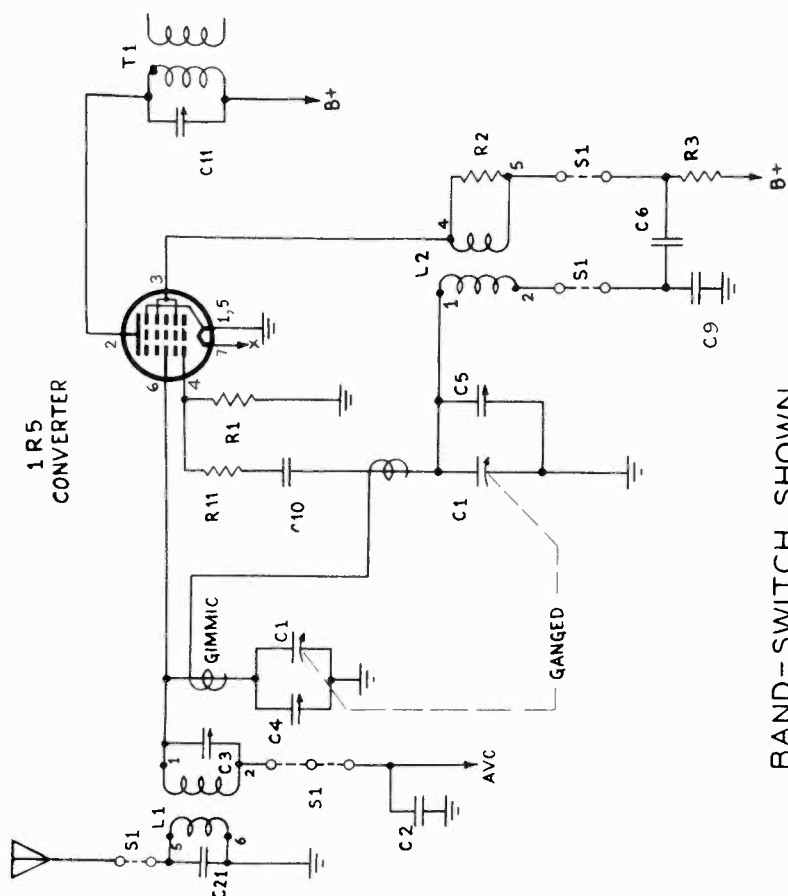 T1
B+
C11
1R5
CONVERTER
2
3
6
4
7
1,5
X
R1
R11
C10
GIMMIC
C1
C4
GANGED
C1
C5
L2
1
2
4
5
R2
S1
S1
C6
R3
B+
C9
S1
L1
5
6
C21
1
2
C3
S1
C2
AVC
BAND-SWITCH SHOWN